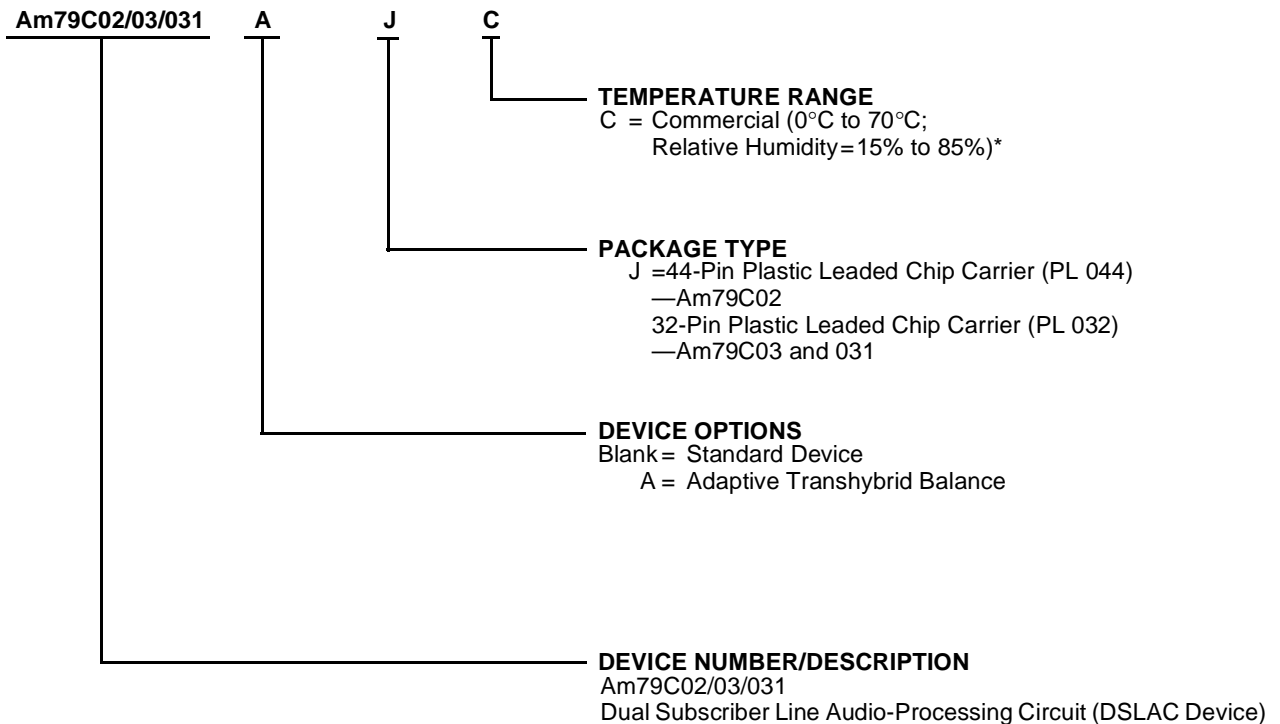 Am79C02/03/031 A J C
TEMPERATURE RANGE
C = Commercial (0°C to 70°C;
Relative Humidity=15% to 85%)*
PACKAGE TYPE
J =44-Pin Plastic Leaded Chip Carrier (PL 044)
—Am79C02
32-Pin Plastic Leaded Chip Carrier (PL 032)
—Am79C03 and 031
DEVICE OPTIONS
Blank= Standard Device
A = Adaptive Transhybrid Balance
DEVICE NUMBER/DESCRIPTION
Am79C02/03/031
Dual Subscriber Line Audio-Processing Circuit (DSLAC Device)